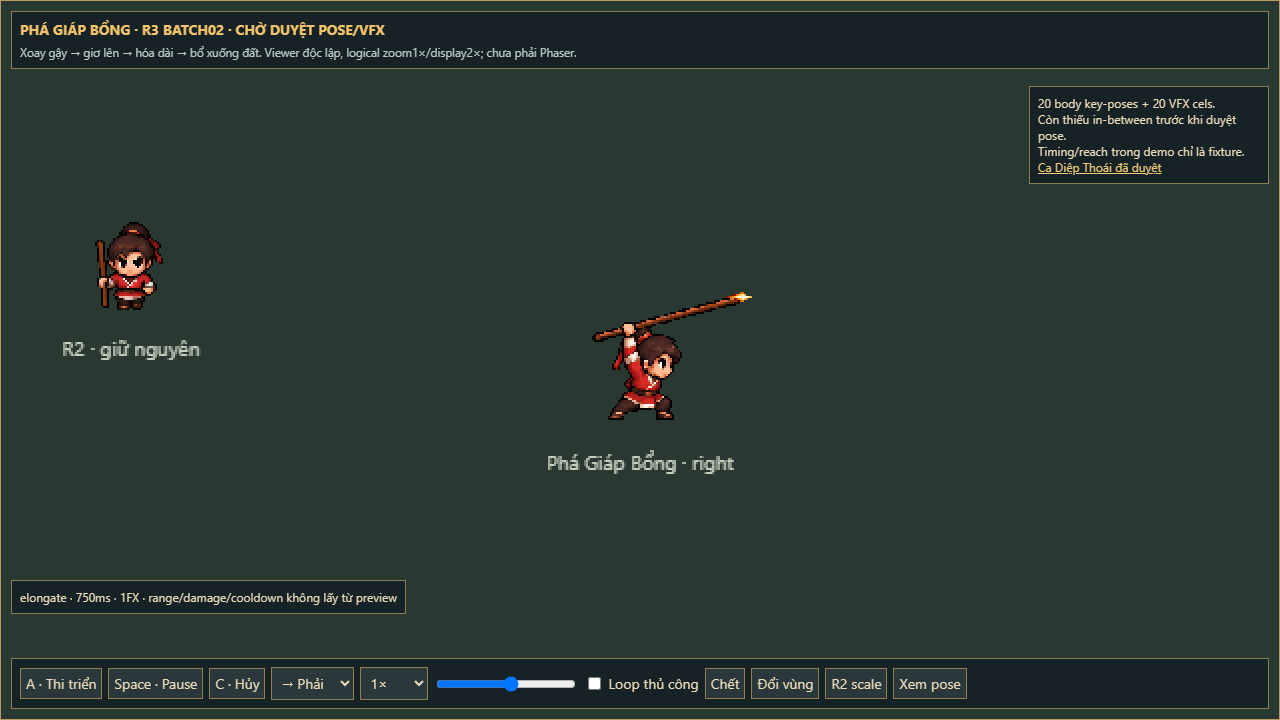 PHÁ GIÁP BỔNG · R3 BATCH02 · CHỜ DUYỆT POSE/VFX
Xoay gậy → giơ lên → hóa dài → bổ xuống đất. Viewer độc lập, logical zoom1×/display2×; chưa phải Phaser.
20 body key-poses + 20 VFX cels.
Còn thiếu in-between trước khi duyệt
pose.
Timing/reach trong demo chỉ là fixture.
Ca Diệp Thoái đã duyệt
R2 · giữ nguyên
Phá Giáp Bổng · right
elongate · 750ms · 1FX · range/damage/cooldown không lấy từ preview
A · Thi triển Space · Pause C · Hủy → Phải 1× Loop thủ công Chết Đổi vùng R2 scale Xem pose